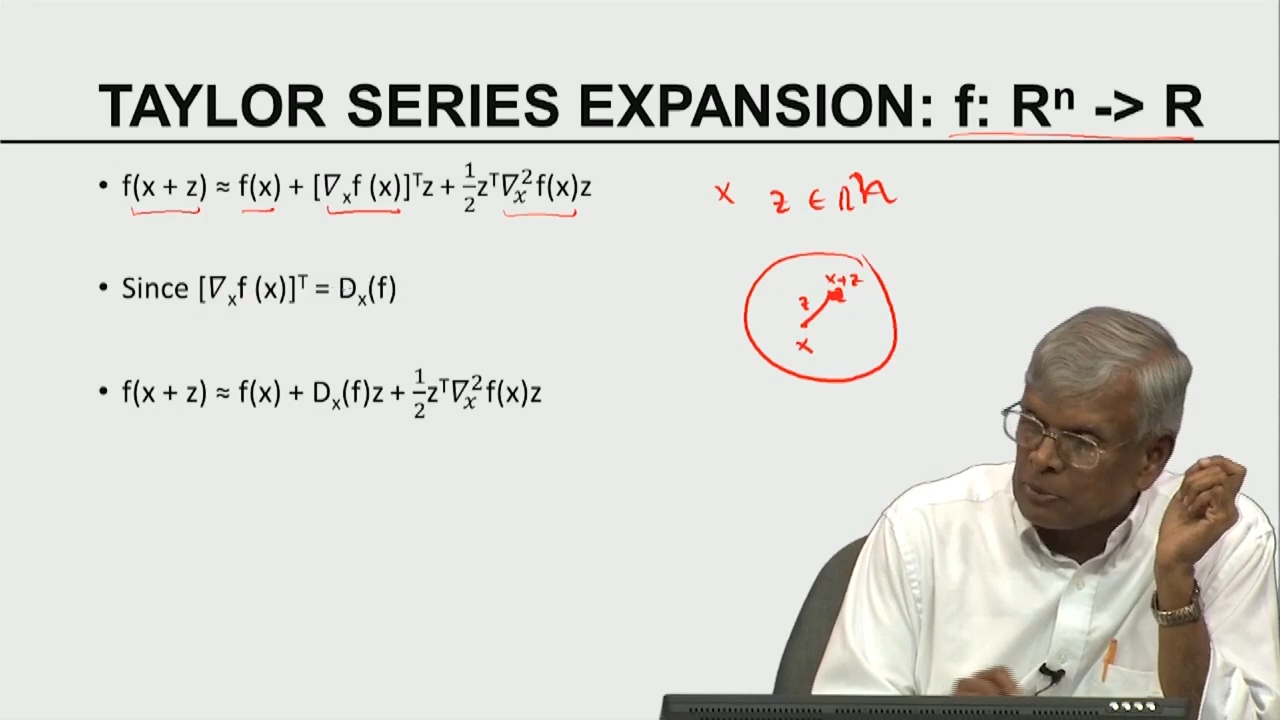 TAYLOR SERIES EXPANSION: f: Rⁿ -> R
• f(x + z) ≈ f(x) + [∇ₓf (x)]ᵀz + ½zᵀ∇ₓ²f(x)z
x z ∈ ℝⁿ
• Since [∇ₓf (x)]ᵀ = Dₓ(f)
x+z
z
x
• f(x + z) ≈ f(x) + Dₓ(f)z + ½zᵀ∇ₓ²f(x)z